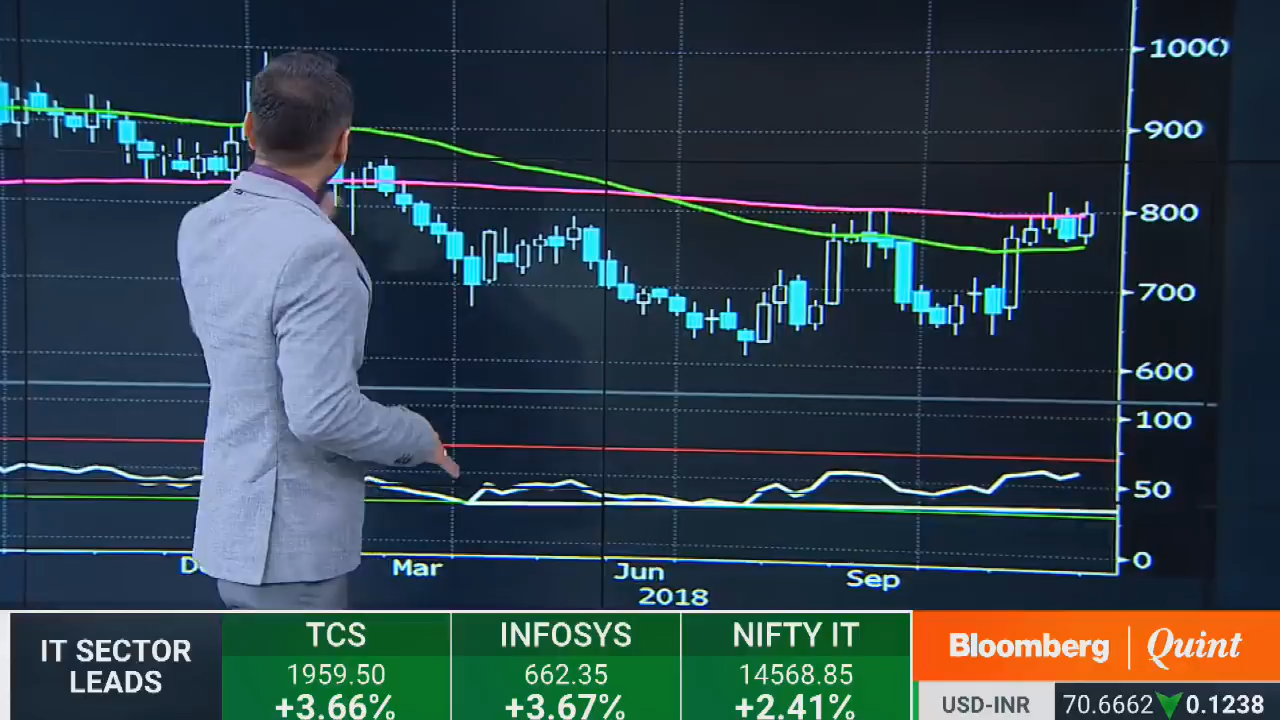 1000
900
800
700
600
100
50
0
Mar
Jun
Sep
2018
IT SECTOR
LEADS
TCS
1959.50
+3.66%
INFOSYS
662.35
+3.67%
NIFTY IT
14568.85
+2.41%
Bloomberg | Quint
USD-INR 70.6662 0.1238